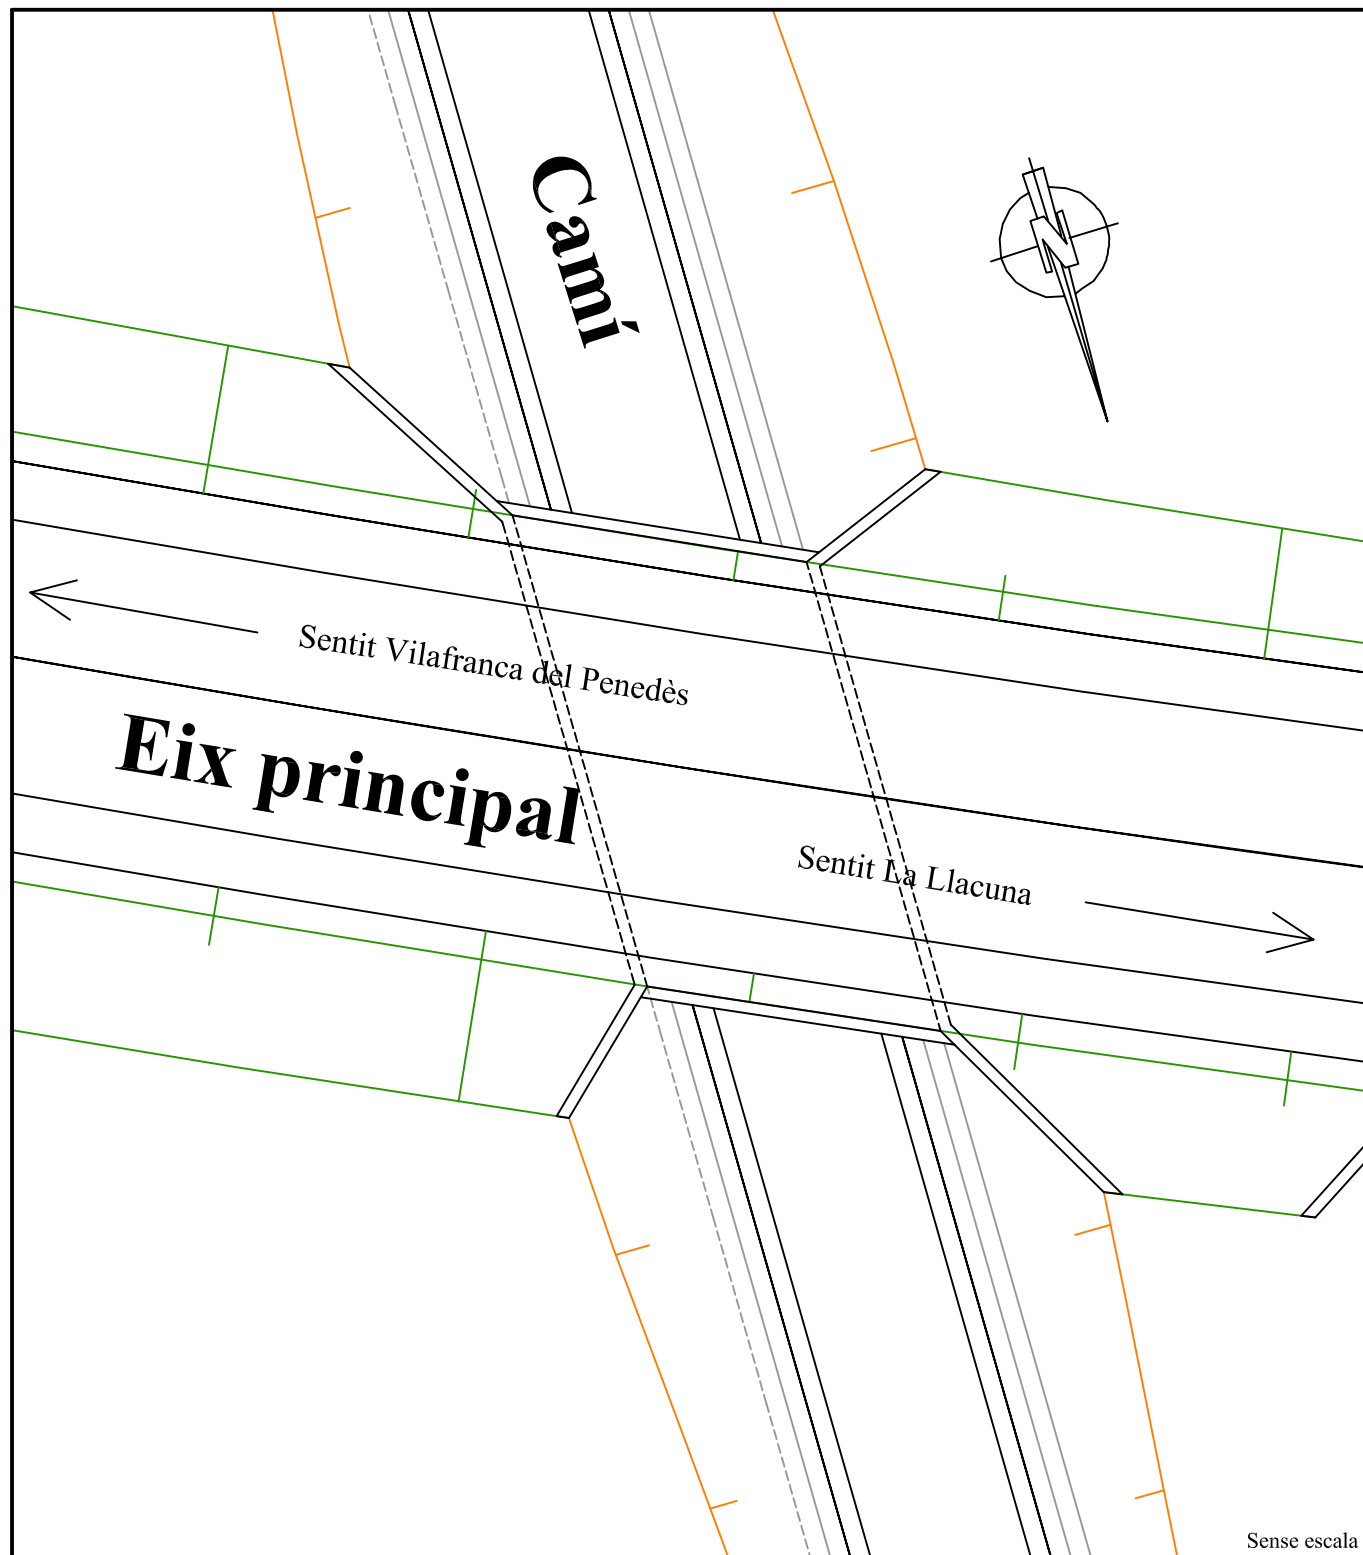 Camí
N
Sentit Vilafranca del Penedès
Eix principal
Sentit La Llacuna
Sense escala